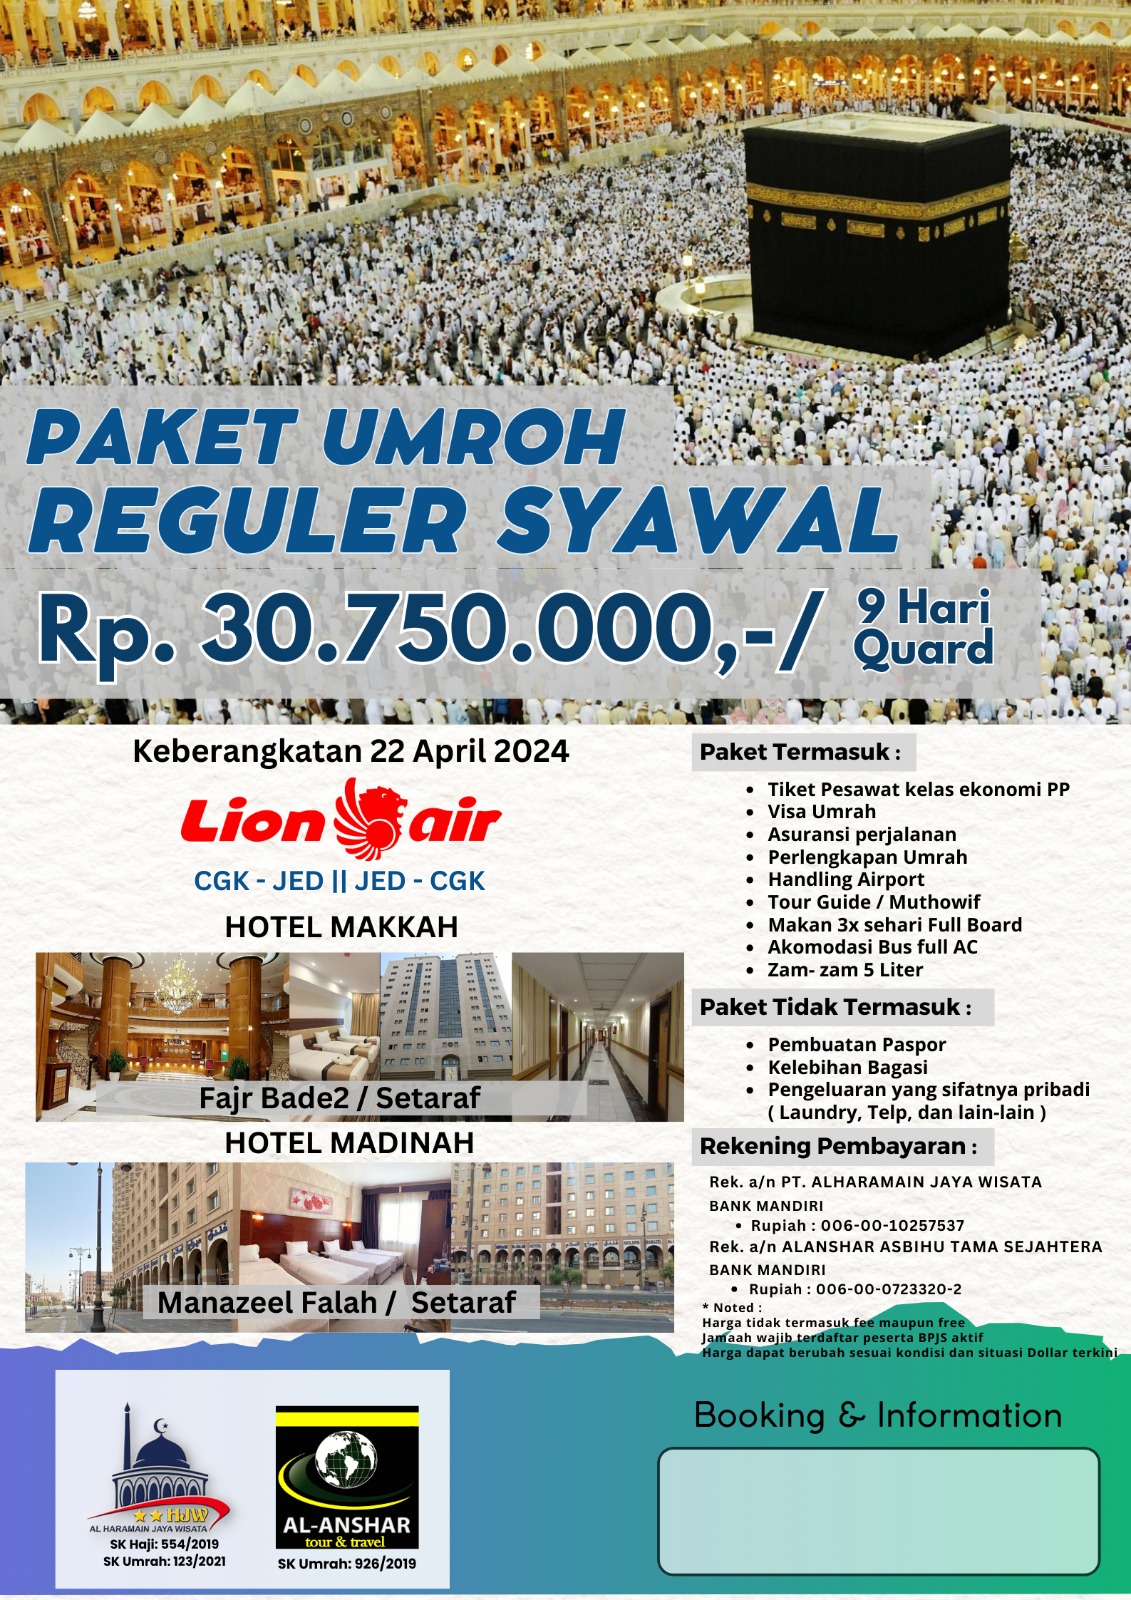 PAKET UMROH
REGULER SYAWAL
Rp. 30.750.000,-/ 9 Hari
Quard
Keberangkatan 22 April 2024
Lion air
CGK - JED || JED - CGK
HOTEL MAKKAH
Fajr Bade2 / Setaraf
HOTEL MADINAH
Manazeel Falah / Setaraf
Paket Termasuk :
• Tiket Pesawat kelas ekonomi PP
• Visa Umrah
• Asuransi perjalanan
• Perlengkapan Umrah
• Handling Airport
• Tour Guide / Muthowif
• Makan 3x sehari Full Board
• Akomodasi Bus full AC
• Zam- zam 5 Liter
Paket Tidak Termasuk :
• Pembuatan Paspor
• Kelebihan Bagasi
• Pengeluaran yang sifatnya pribadi
( Laundry, Telp, dan lain-lain )
Rekening Pembayaran :
Rek. a/n PT. ALHARAMAIN JAYA WISATA
BANK MANDIRI
• Rupiah : 006-00-10257537
Rek. a/n ALANSHAR ASBIHU TAMA SEJAHTERA
BANK MANDIRI
• Rupiah : 006-00-0723320-2
* Noted :
Harga tidak termasuk fee maupun free
Jamaah wajib terdaftar peserta BPJS aktif
Harga dapat berubah sesuai kondisi dan situasi Dollar terkini
HJW
AL HARAMAIN JAYA WISATA
SK Haji: 554/2019
SK Umrah: 123/2021
AL-ANSHAR
tour & travel
SK Umrah: 926/2019
Booking & Information